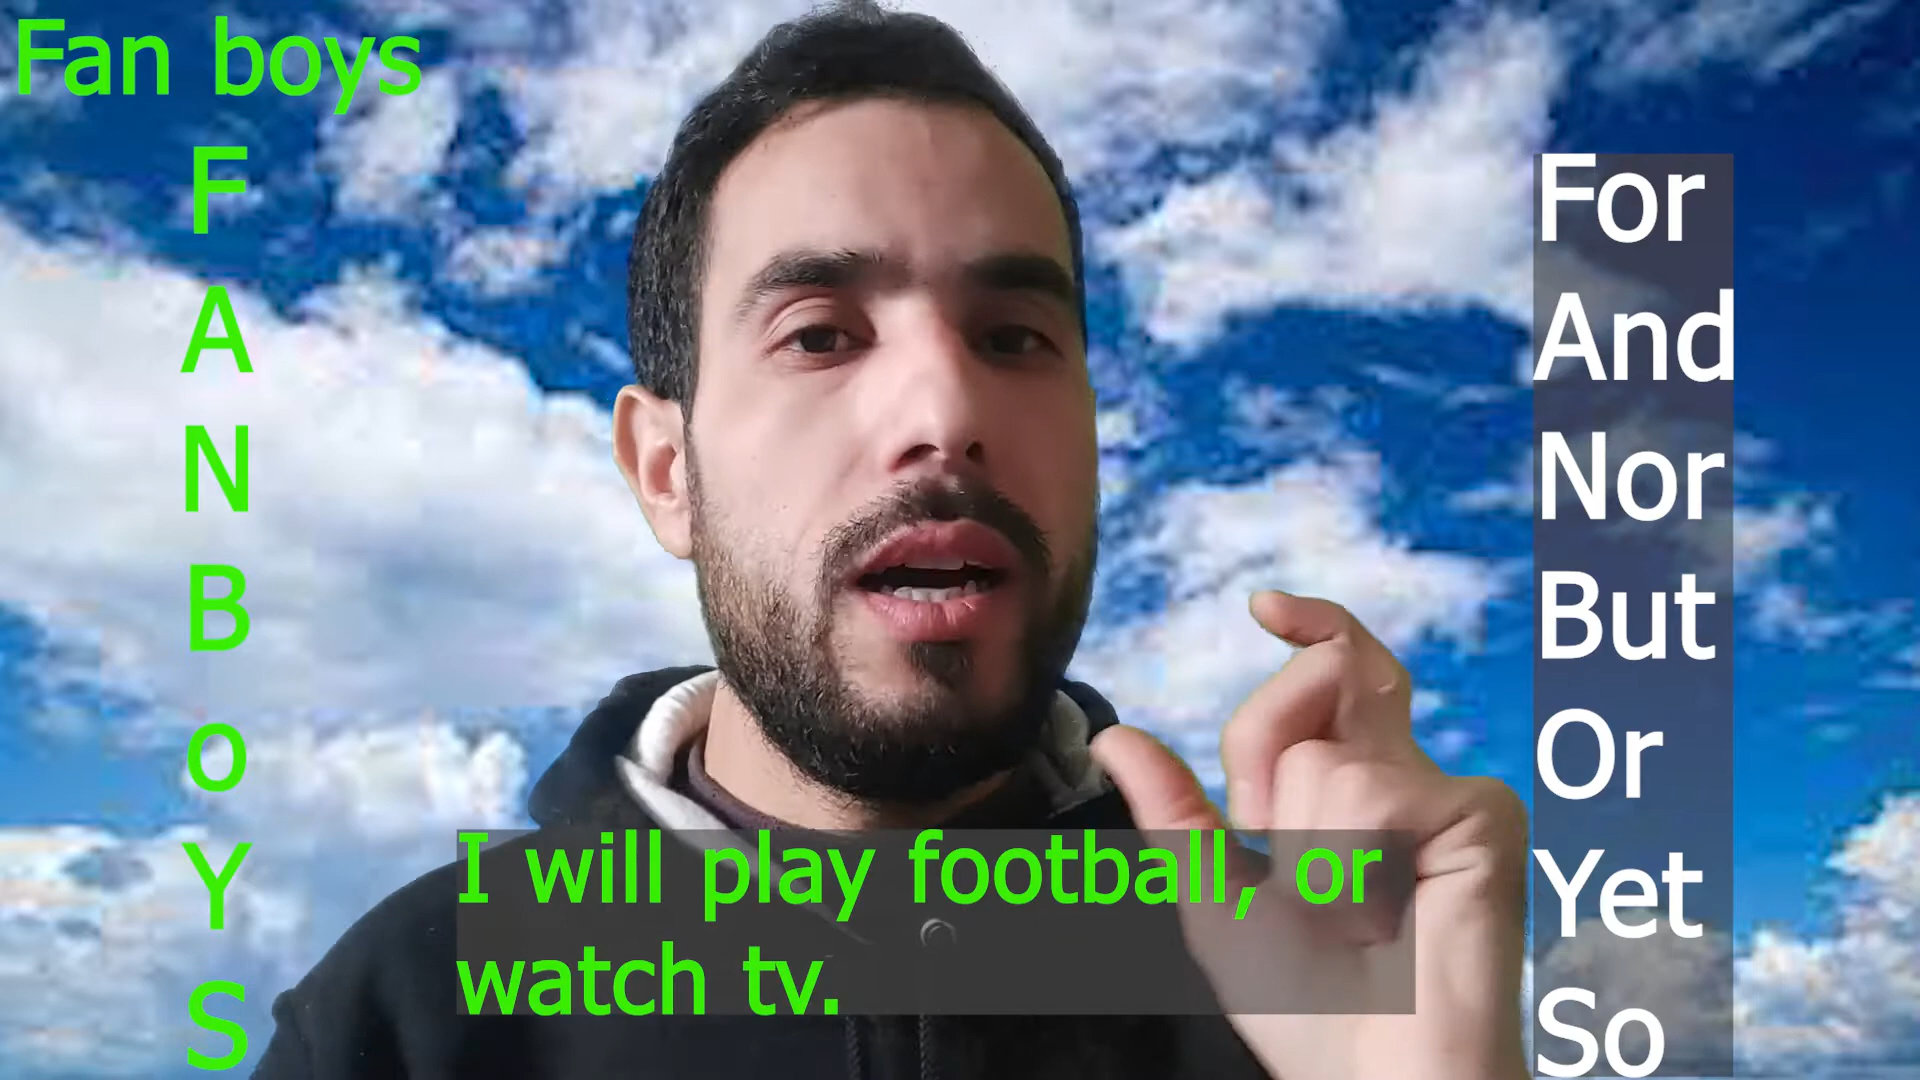 Fan boys
F
A
N
B
o
Y
S
For
And
Nor
But
Or
Yet
So
I will play football, or
watch tv.